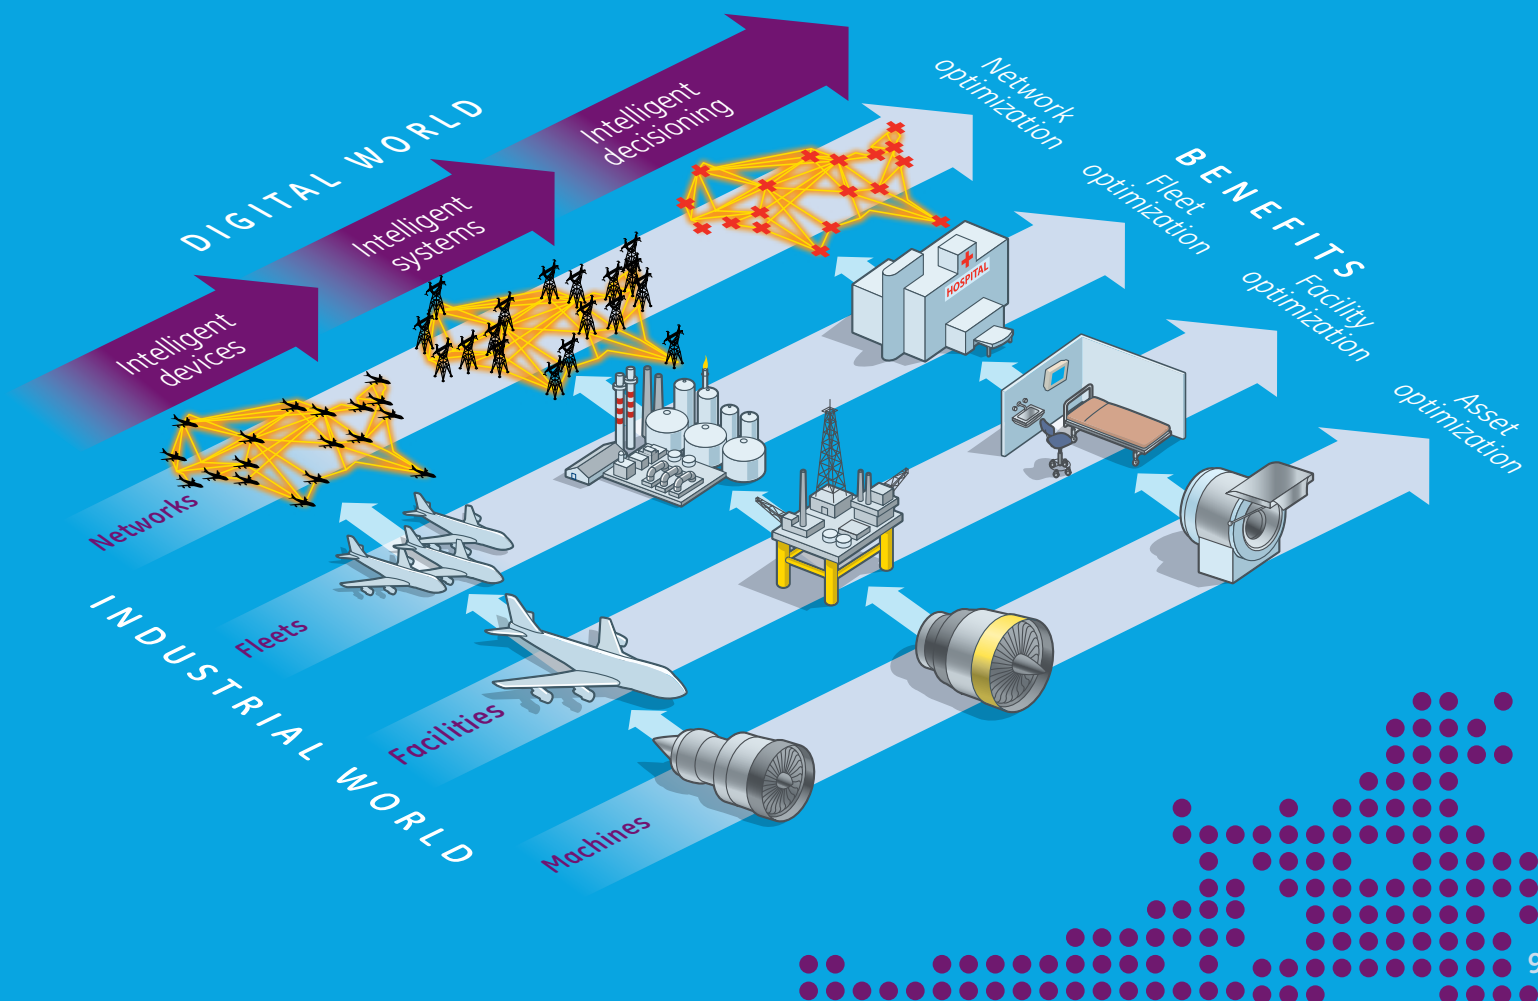 DIGITAL WORLD
Intelligent
devices
Intelligent
systems
Intelligent
decisioning
Network
optimization
Fleet
optimization
Facility
optimization
Asset
optimization
BENEFITS
HOSPITAL
Networks
Fleets
Facilities
Machines
INDUSTRIAL WORLD
9